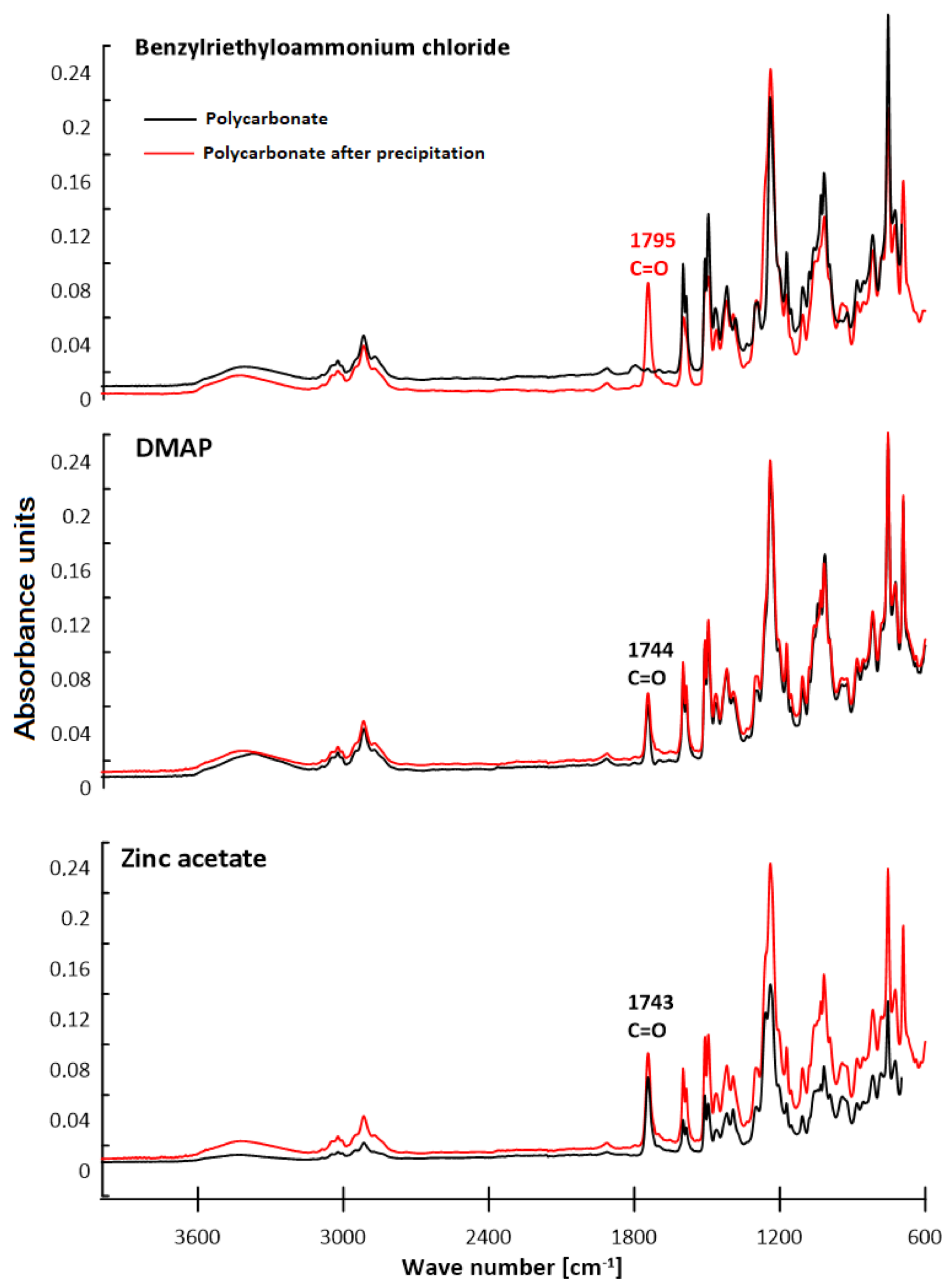 Benzylriethyloammonium chloride
0.24
Polycarbonate
0.2
Polycarbonate after precipitation
0.16
0.12
1795
C=O
0.08
0.04
0
DMAP
0.24
0.2
0.16
0.12
1744
C=O
0.08
0.04
0
Absorbance units
Zinc acetate
0.24
0.2
0.16
1743
C=O
0.12
0.08
0.04
0
3600 3000 2400 1800 1200 600
Wave number [cm⁻¹]